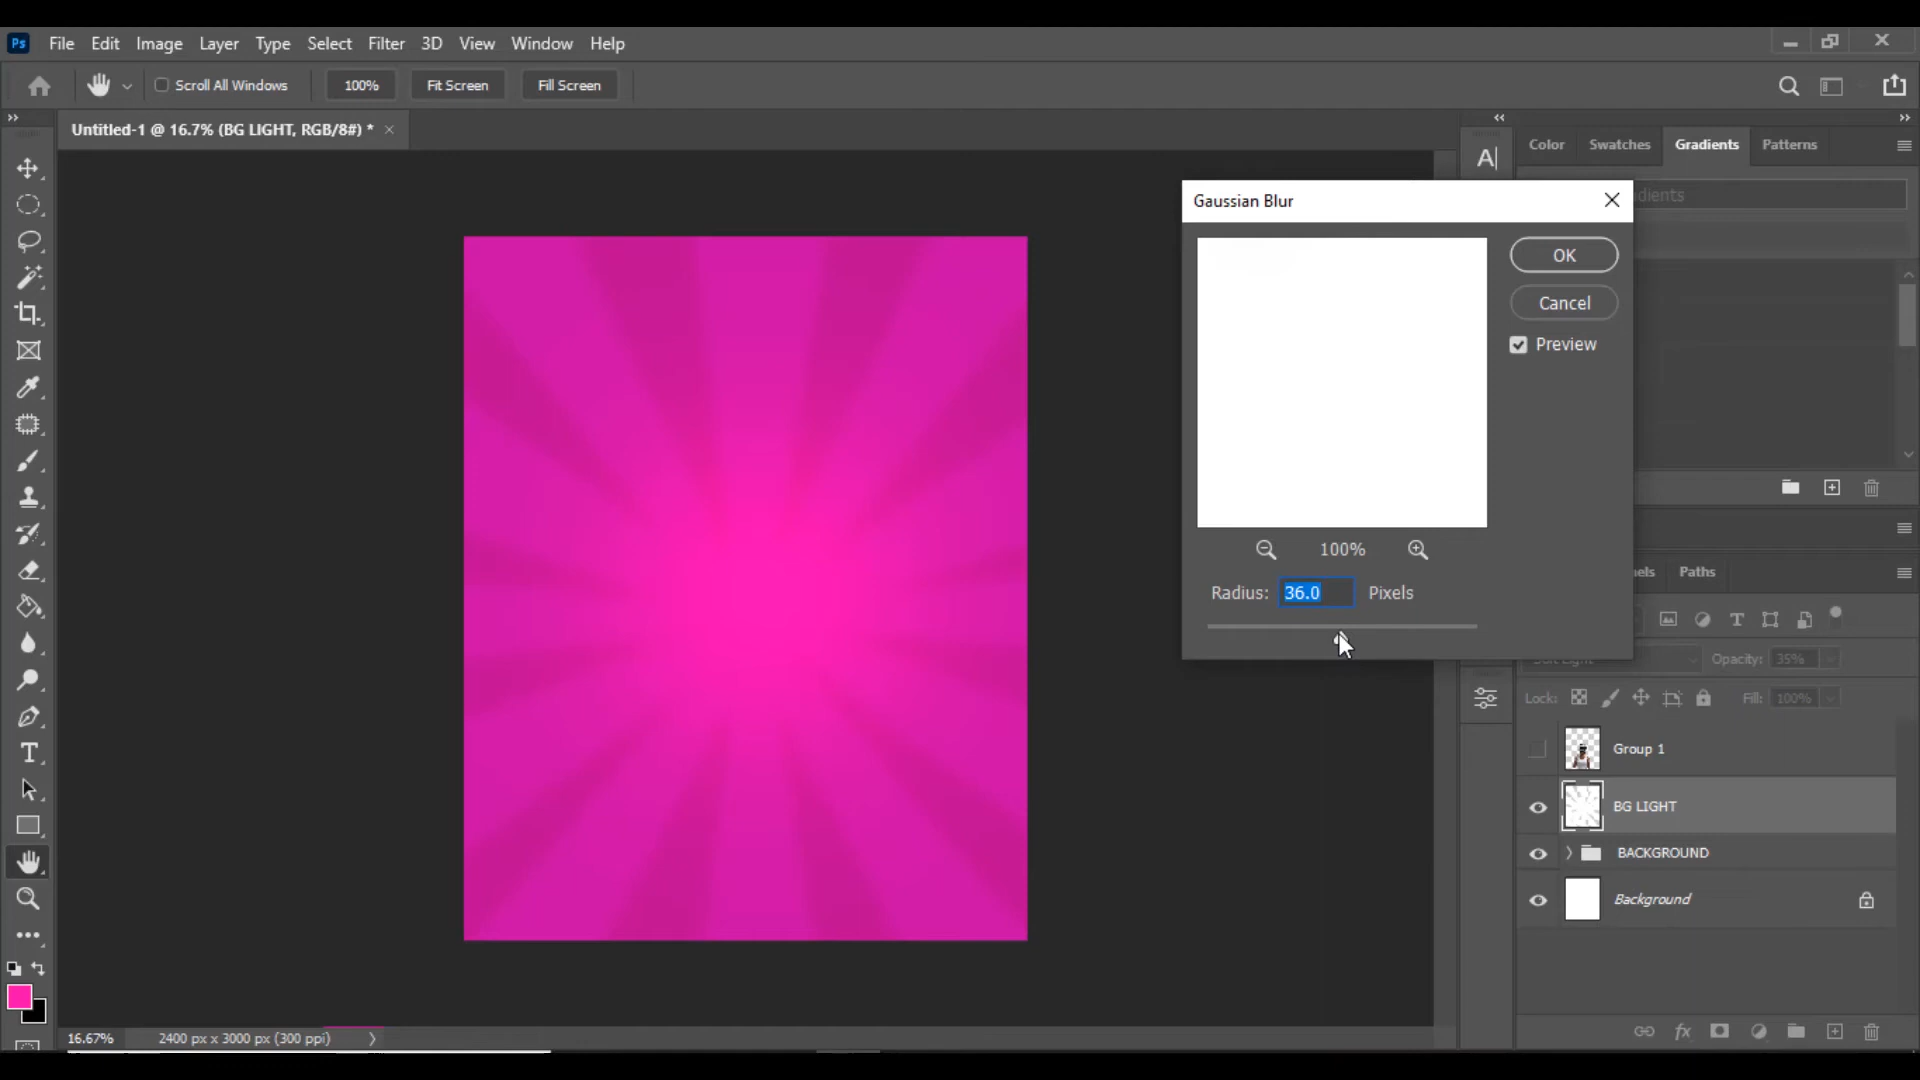 Ps File Edit Image Layer Type Select Filter 3D View Window Help
Scroll All Windows 100% Fit Screen Fill Screen
Untitled-1 @ 16.7% (BG LIGHT, RGB/8#) * ×
Color Swatches Gradients Patterns
A|
Gaussian Blur
OK
Cancel
Preview
100%
Radius: 36.0 Pixels
Paths
Opacity: 35%
Lock: Fill: 100%
Group 1
BG LIGHT
BACKGROUND
Background
fx
16.67% 2400 px x 3000 px (300 ppi)